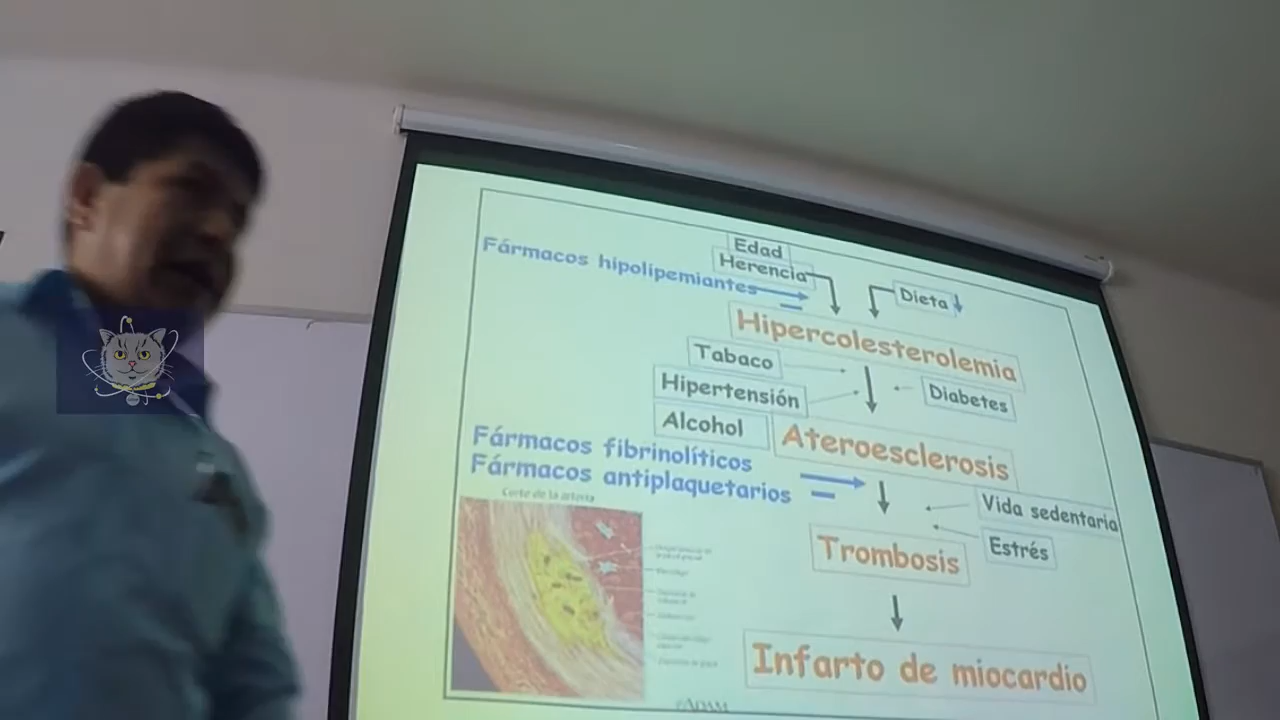 Edad
Herencia
Fármacos hipolipemiantes
Dieta
Hipercolesterolemia
Tabaco
Hipertensión
Diabetes
Alcohol
Ateroesclerosis
Fármacos fibrinolíticos
Fármacos antiplaquetarios
Corte de la arteria
Vida sedentaria
Estrés
Trombosis
Infarto de miocardio
ADAM